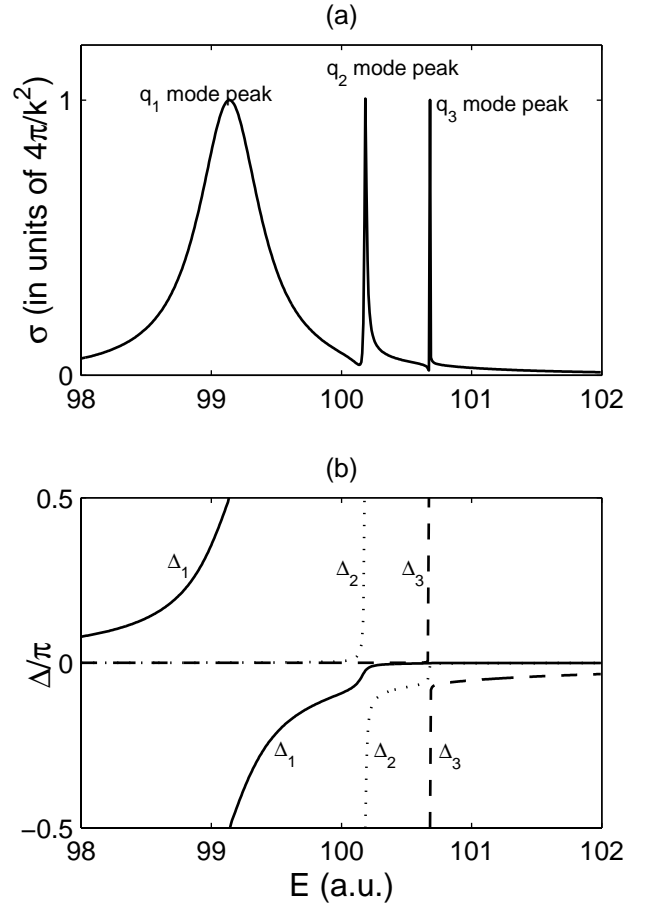 (a)
σ (in units of 4π/k²)
q₁ mode peak
q₂ mode peak
q₃ mode peak
1
0
98 99 100 101 102
(b)
Δ/π
0.5
0
−0.5
Δ₁
Δ₂
Δ₃
Δ₁
Δ₂
Δ₃
98 99 100 101 102
E (a.u.)